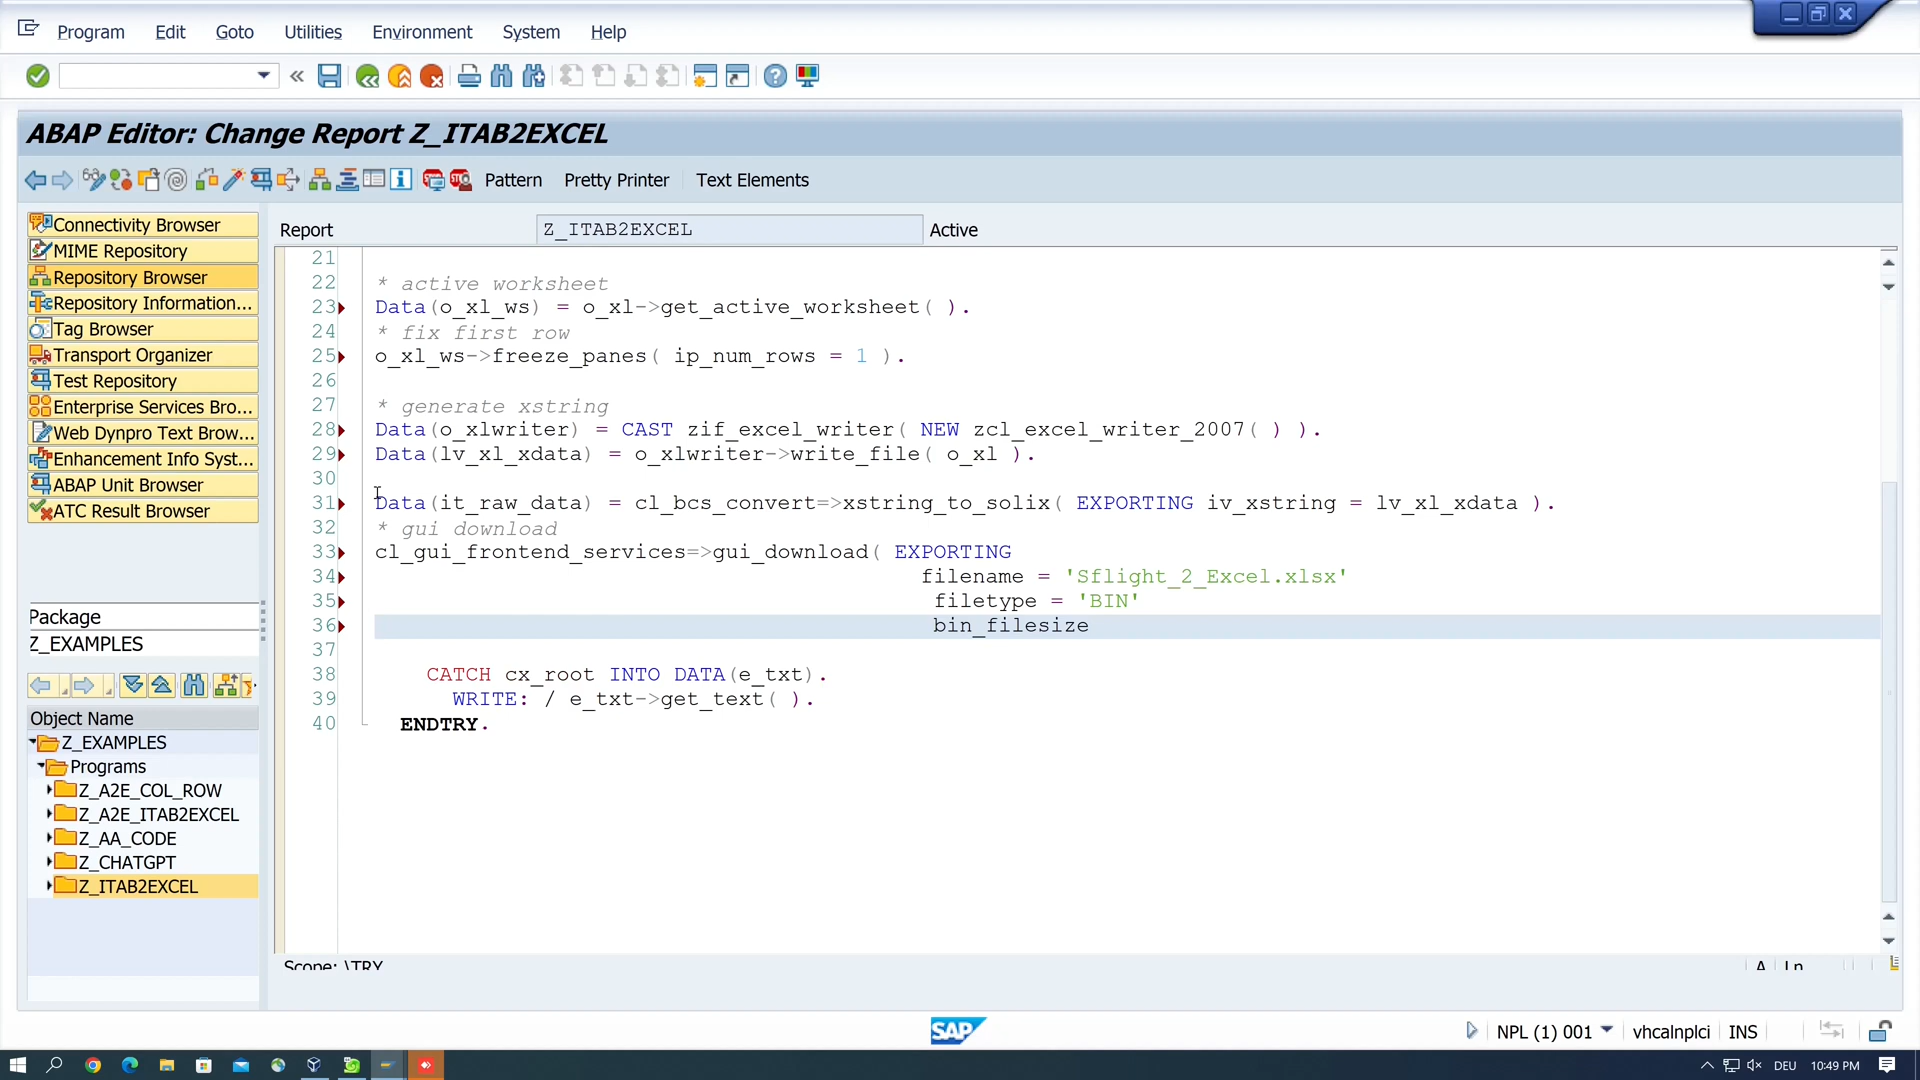 Program Edit Goto Utilities Environment System Help
ABAP Editor: Change Report Z_ITAB2EXCEL
Pattern Pretty Printer Text Elements
Connectivity Browser
MIME Repository
Repository Browser
Repository Information...
Tag Browser
Transport Organizer
Test Repository
Enterprise Services Bro...
Web Dynpro Text Brow...
Enhancement Info Syst...
ABAP Unit Browser
ATC Result Browser
Package
Z_EXAMPLES
Object Name
Z_EXAMPLES
Programs
Z_A2E_COL_ROW
Z_A2E_ITAB2EXCEL
Z_AA_CODE
Z_CHATGPT
Z_ITAB2EXCEL
Report Z_ITAB2EXCEL Active
21
22 * active worksheet
23 Data(o_xl_ws) = o_xl->get_active_worksheet( ).
24 * fix first row
25 o_xl_ws->freeze_panes( ip_num_rows = 1 ).
26
27 * generate xstring
28 Data(o_xlwriter) = CAST zif_excel_writer( NEW zcl_excel_writer_2007( ) ).
29 Data(lv_xl_xdata) = o_xlwriter->write_file( o_xl ).
30
31 Data(it_raw_data) = cl_bcs_convert=>xstring_to_solix( EXPORTING iv_xstring = lv_xl_xdata ).
32 * gui download
33 cl_gui_frontend_services=>gui_download( EXPORTING
34 filename = 'Sflight_2_Excel.xlsx'
35 filetype = 'BIN'
36 bin_filesize
37
38 CATCH cx_root INTO DATA(e_txt).
39 WRITE: / e_txt->get_text( ).
40 ENDTRY.
Scope: \TRY A Ln
SAP
NPL (1) 001 vhcalnplci INS
DEU 10:49 PM